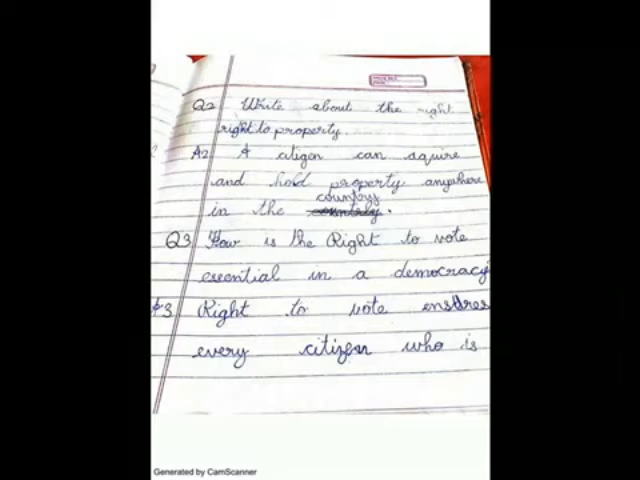 Q2 Write about the right
right to property.
A2 A citizen can aquire
and hold property anywhere
country
in the .
Q3 How is the Right to vote
essential in a democracy
A3 Right to vote ensures
every citizen who is
Generated by CamScanner